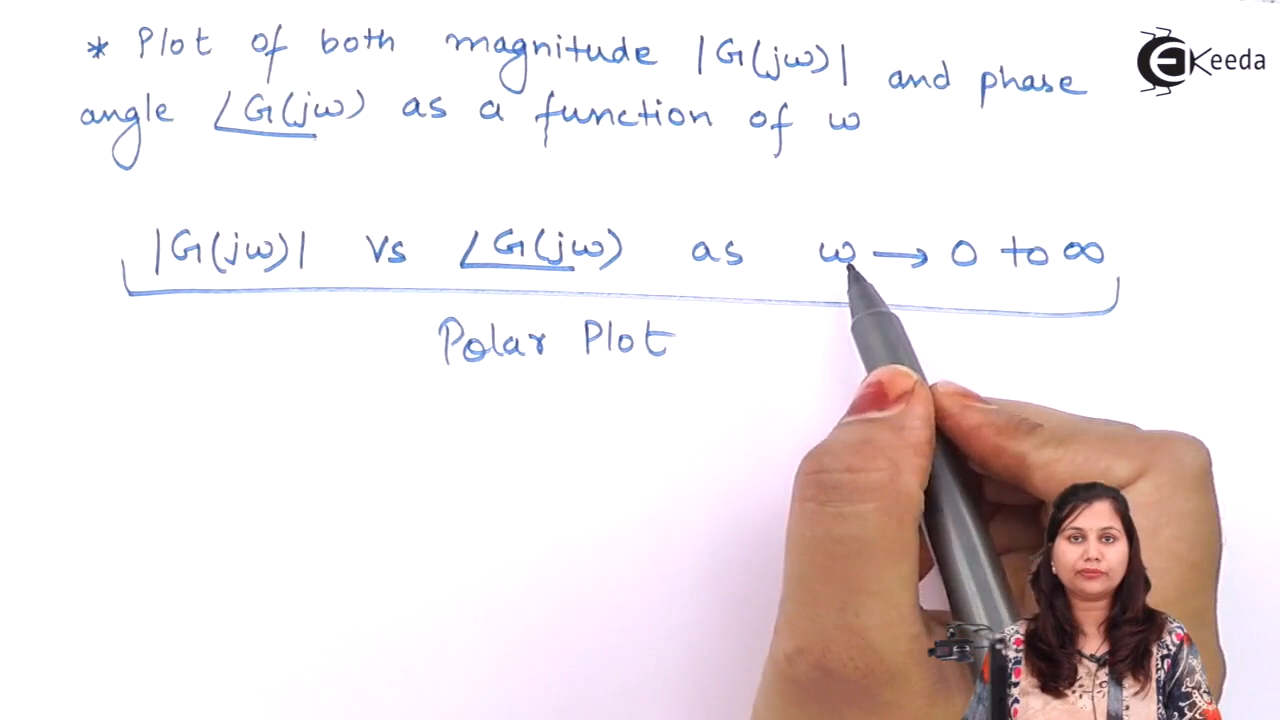 * Plot of both magnitude |G(jω)| and phase
angle ∠G(jω) as a function of ω
|G(jω)| Vs ∠G(jω) as ω → 0 to ∞
Polar Plot
EKeeda